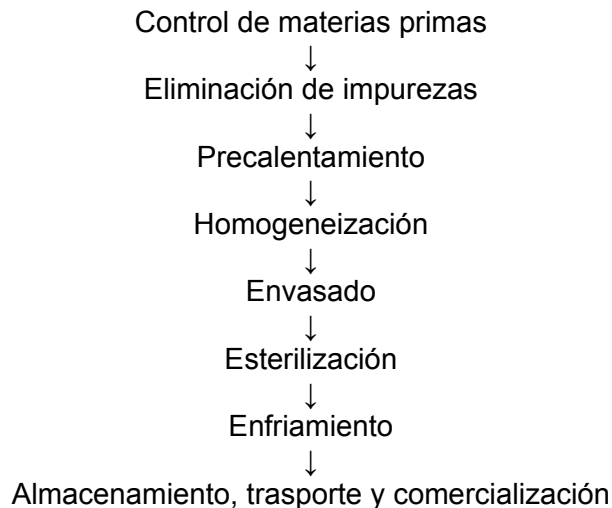 Control de materias primas
↓
Eliminación de impurezas
↓
Precalentamiento
↓
Homogeneización
↓
Envasado
↓
Esterilización
↓
Enfriamiento
↓
Almacenamiento, trasporte y comercialización